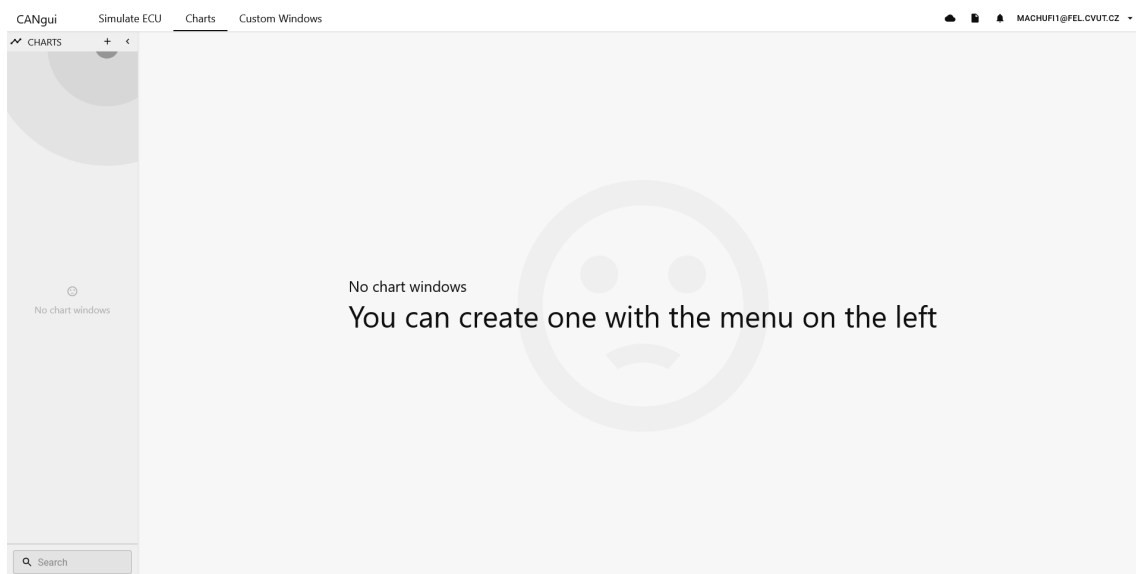 CANgui Simulate ECU Charts Custom Windows MACHUFI1@FEL.CVUT.CZ
CHARTS
No chart windows
Search
No chart windows
You can create one with the menu on the left